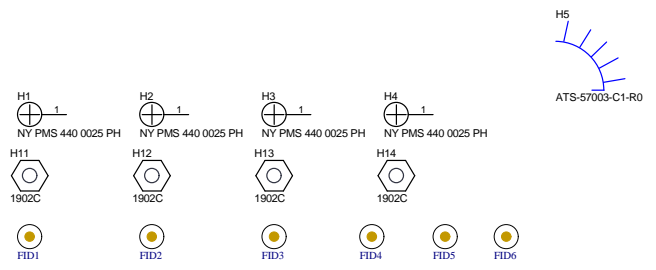 H5
ATS-57003-C1-R0
H1 H2 H3 H4
1 1 1 1
NY PMS 440 0025 PH NY PMS 440 0025 PH NY PMS 440 0025 PH NY PMS 440 0025 PH
H11 H12 H13 H14
1902C 1902C 1902C 1902C
FID1 FID2 FID3 FID4 FID5 FID6